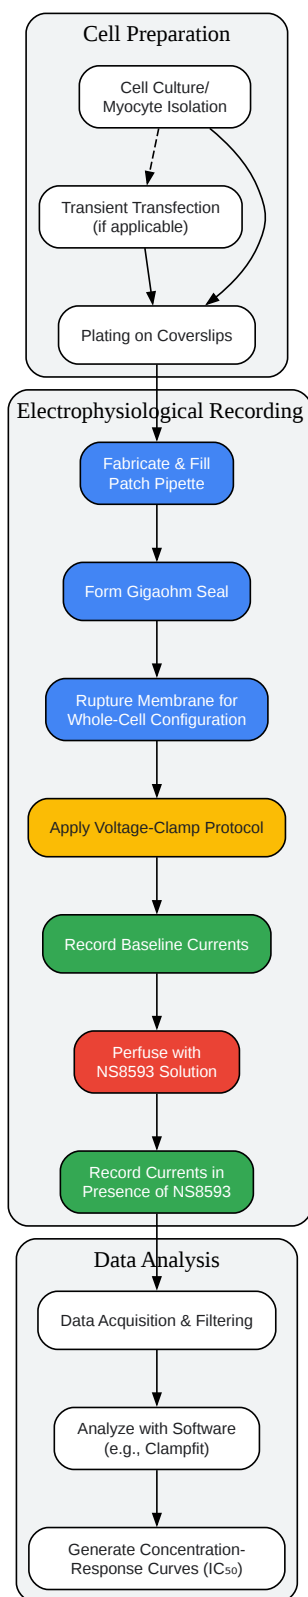 Cell Preparation
Cell Culture/
Myocyte Isolation
Transient Transfection
(if applicable)
Plating on Coverslips
Electrophysiological Recording
Fabricate & Fill
Patch Pipette
Form Gigaohm Seal
Rupture Membrane for
Whole-Cell Configuration
Apply Voltage-Clamp Protocol
Record Baseline Currents
Perfuse with
NS8593 Solution
Record Currents in
Presence of NS8593
Data Analysis
Data Acquisition & Filtering
Analyze with Software
(e.g., Clampfit)
Generate Concentration-
Response Curves (IC₅₀)